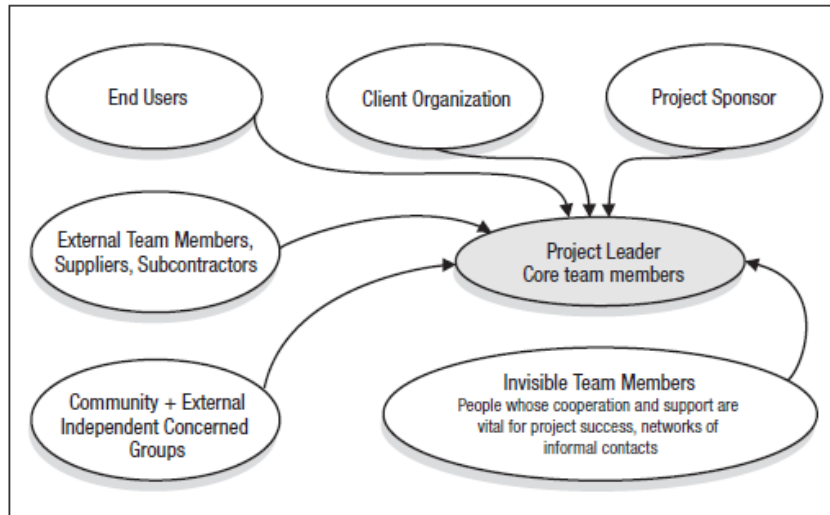 End Users
Client Organization
Project Sponsor
External Team Members,
Suppliers, Subcontractors
Project Leader
Core team members
Community + External
Independent Concerned
Groups
Invisible Team Members
People whose cooperation and support are
vital for project success, networks of
informal contacts